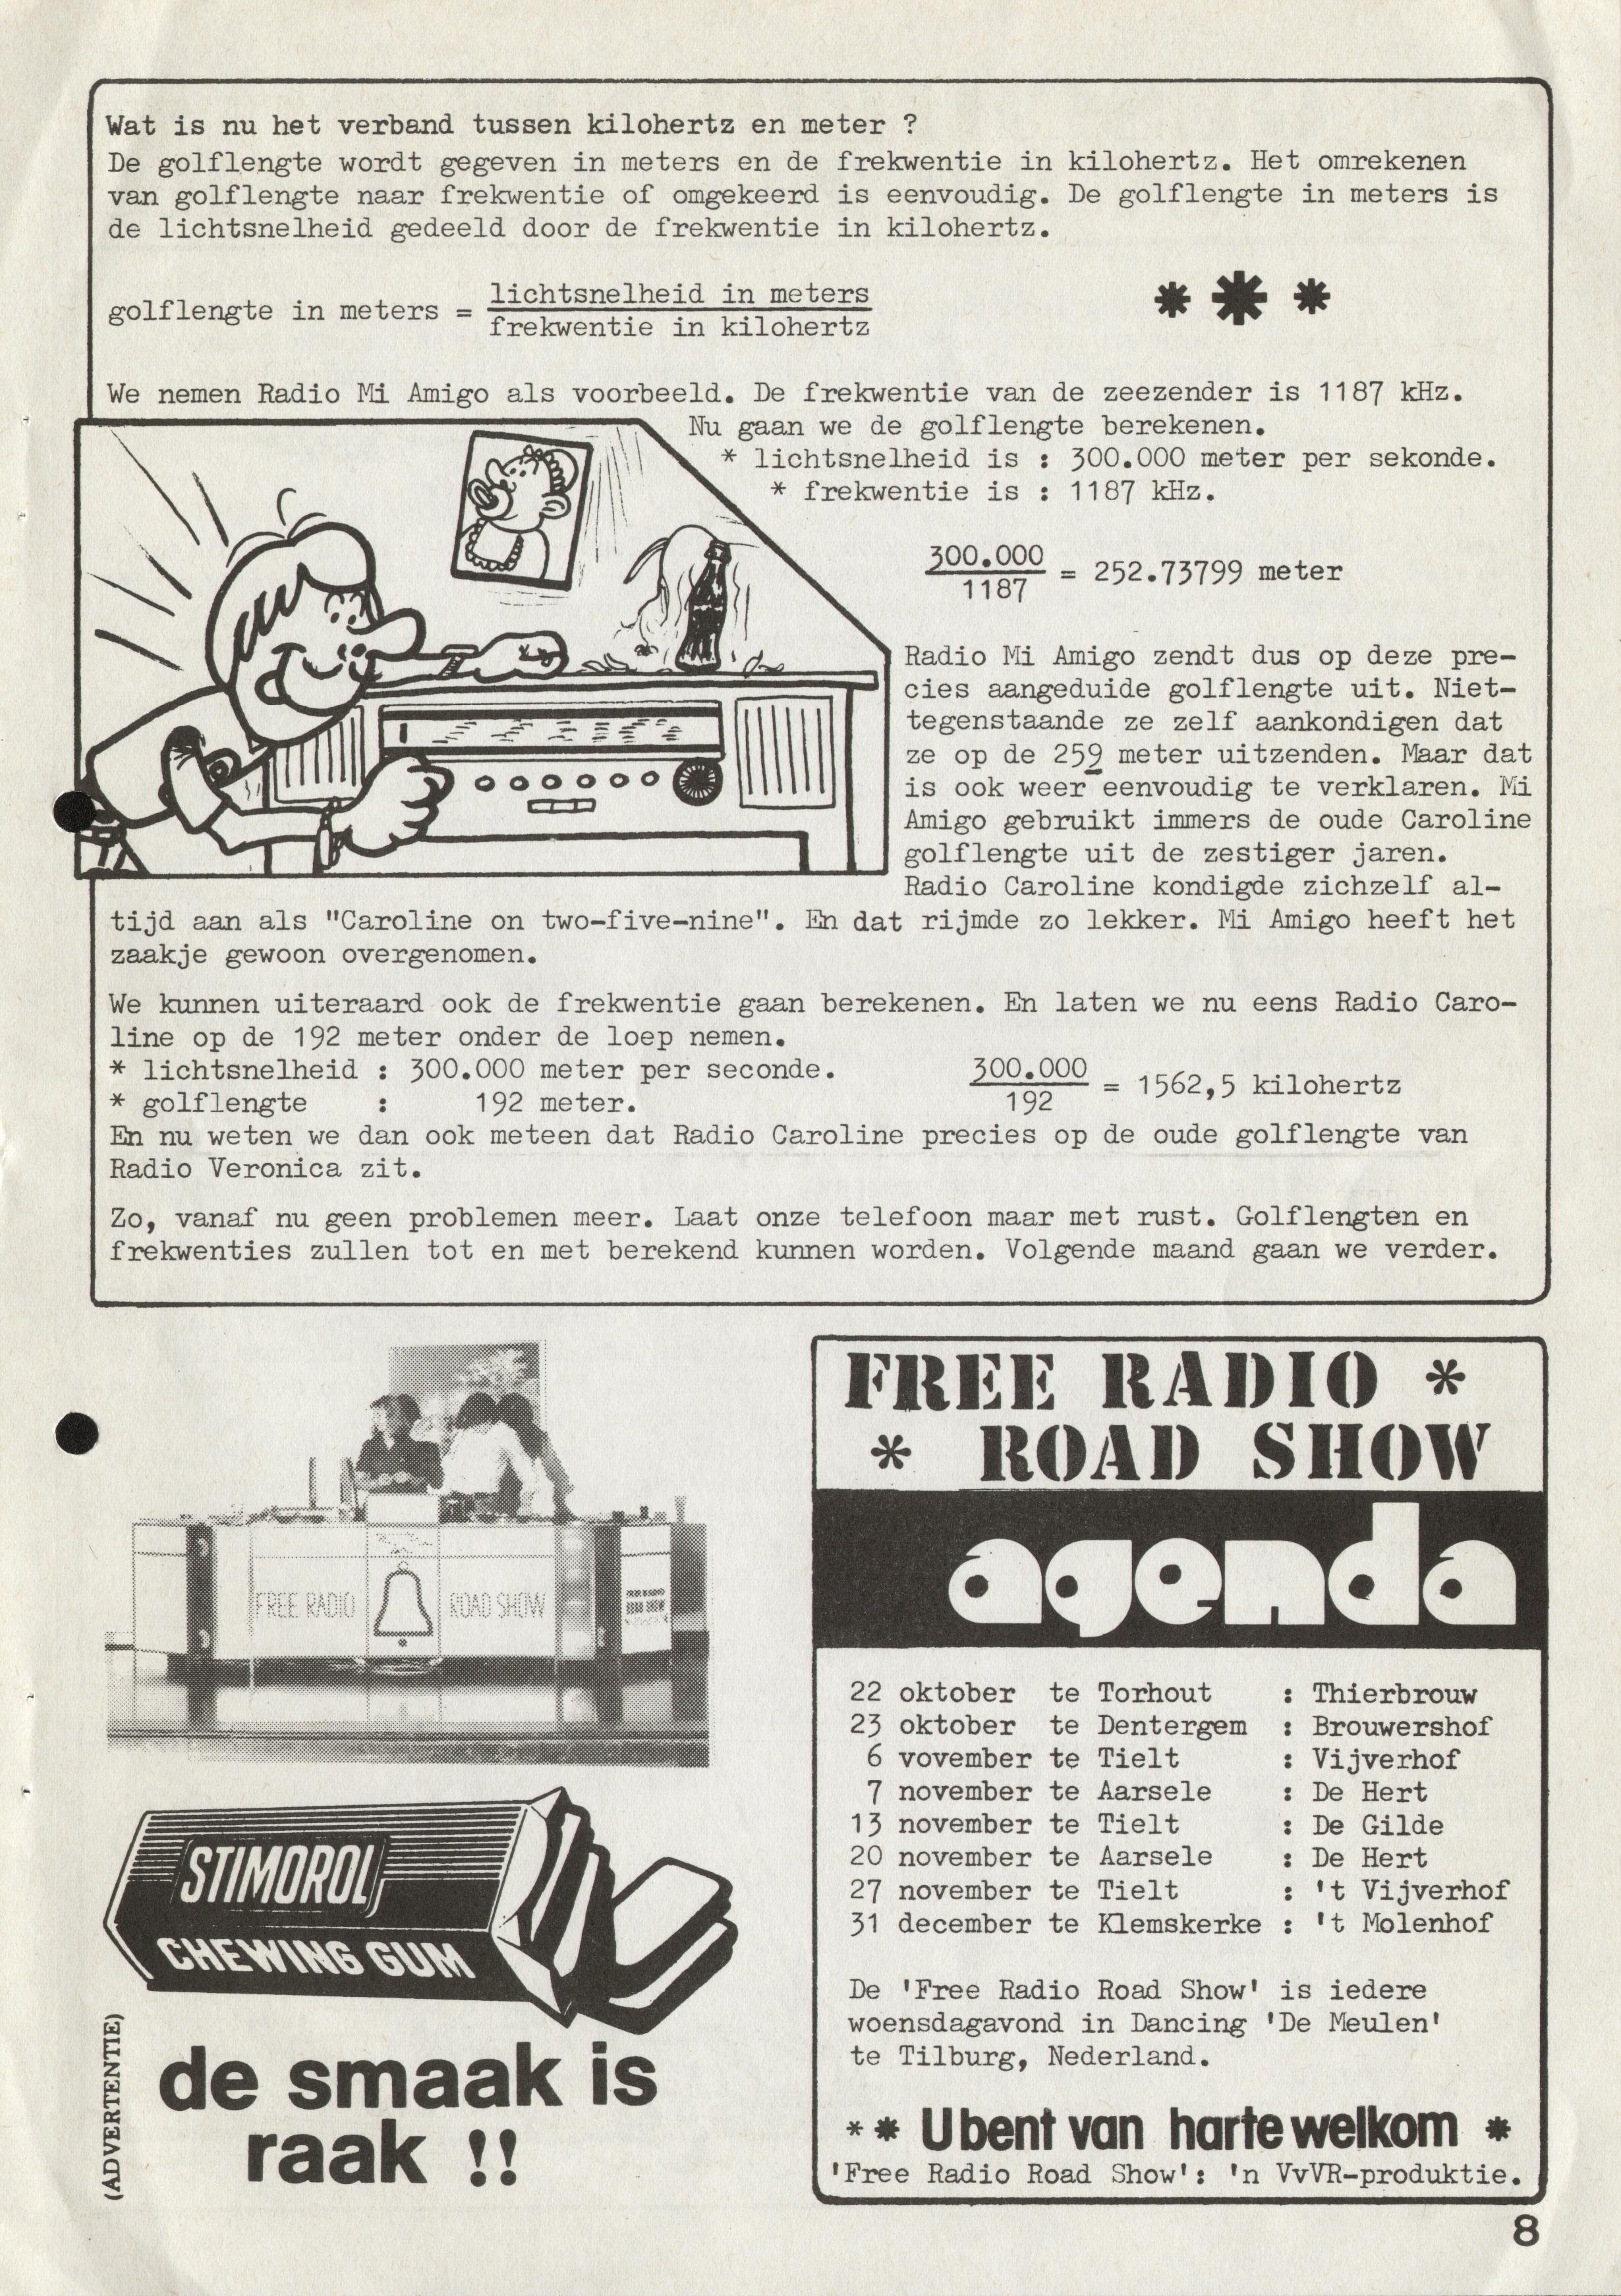 Wat is nu het verband tussen kilohertz en meter ?
De golflengte wordt gegeven in meters en de frekwentie in kilohertz. Het omrekenen
van golflengte naar frekwentie of omgekeerd is eenvoudig. De golflengte in meters is
de lichtsnelheid gedeeld door de frekwentie in kilohertz.
golflengte in meters = lichtsnelheid in meters
frekwentie in kilohertz
* * *
We nemen Radio Mi Amigo als voorbeeld. De frekwentie van de zeezender is 1187 kHz.
Nu gaan we de golflengte berekenen.
* lichtsnelheid is : 300.000 meter per sekonde.
* frekwentie is : 1187 kHz.
300.000
1187 = 252.73799 meter
Radio Mi Amigo zendt dus op deze pre-
cies aangeduide golflengte uit. Niet-
tegenstaande ze zelf aankondigen dat
ze op de 259 meter uitzenden. Maar dat
is ook weer eenvoudig te verklaren. Mi
Amigo gebruikt immers de oude Caroline
golflengte uit de zestiger jaren.
Radio Caroline kondigde zichzelf al-
tijd aan als "Caroline on two-five-nine". En dat rijmde zo lekker. Mi Amigo heeft het
zaakje gewoon overgenomen.
We kunnen uiteraard ook de frekwentie gaan berekenen. En laten we nu eens Radio Caro-
line op de 192 meter onder de loep nemen.
* lichtsnelheid : 300.000 meter per seconde.
* golflengte : 192 meter.
300.000
192 = 1562,5 kilohertz
En nu weten we dan ook meteen dat Radio Caroline precies op de oude golflengte van
Radio Veronica zit.
Zo, vanaf nu geen problemen meer. Laat onze telefoon maar met rust. Golflengten en
frekwenties zullen tot en met berekend kunnen worden. Volgende maand gaan we verder.
FREE RADIO ROAD SHOW
STIMOROL
CHEWING GUM
(ADVERTENTIE)
de smaak is
raak !!
FREE RADIO *
* ROAD SHOW
agenda
22 oktober te Torhout : Thierbrouw
23 oktober te Dentergem : Brouwershof
6 vovember te Tielt : Vijverhof
7 november te Aarsele : De Hert
13 november te Tielt : De Gilde
20 november te Aarsele : De Hert
27 november te Tielt : 't Vijverhof
31 december te Klemskerke : 't Molenhof
De 'Free Radio Road Show' is iedere
woensdagavond in Dancing 'De Meulen'
te Tilburg, Nederland.
* * U bent van harte welkom *
'Free Radio Road Show': 'n VvVR-produktie.
8